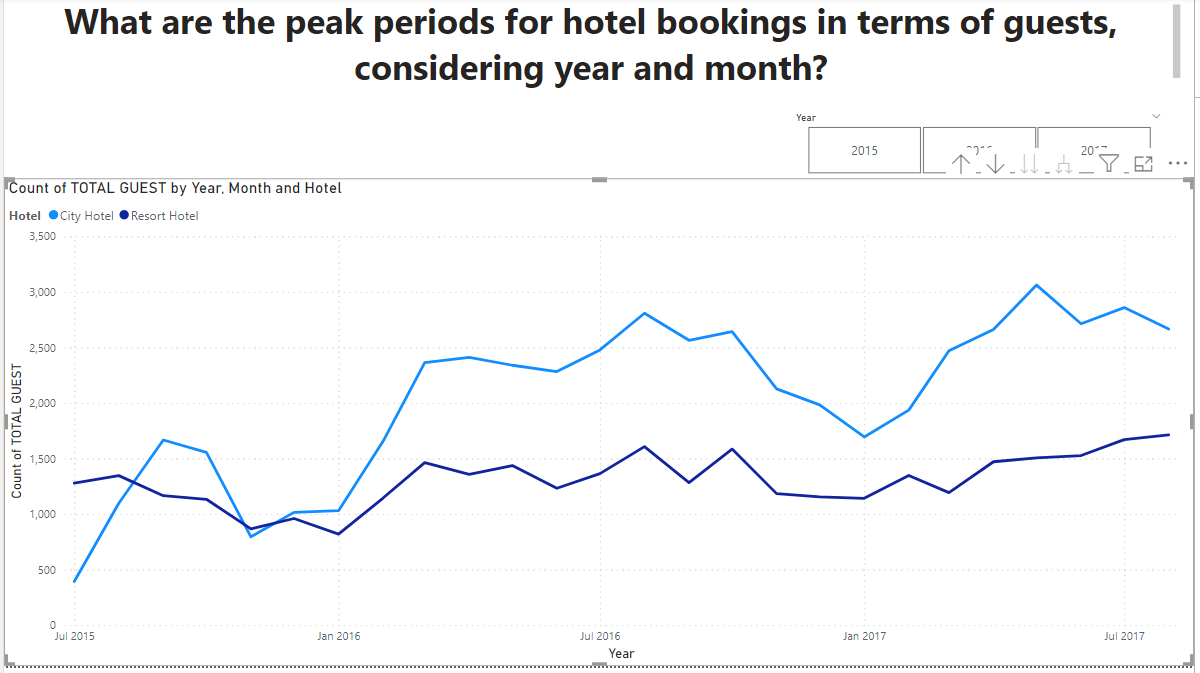 What are the peak periods for hotel bookings in terms of guests,
considering year and month?
Year
2015
Count of TOTAL GUEST by Year, Month and Hotel
Hotel City Hotel Resort Hotel
3,500
3,000
2,500
2,000
1,500
1,000
500
0
Count of TOTAL GUEST
Jul 2015 Jan 2016 Jul 2016 Jan 2017 Jul 2017
Year